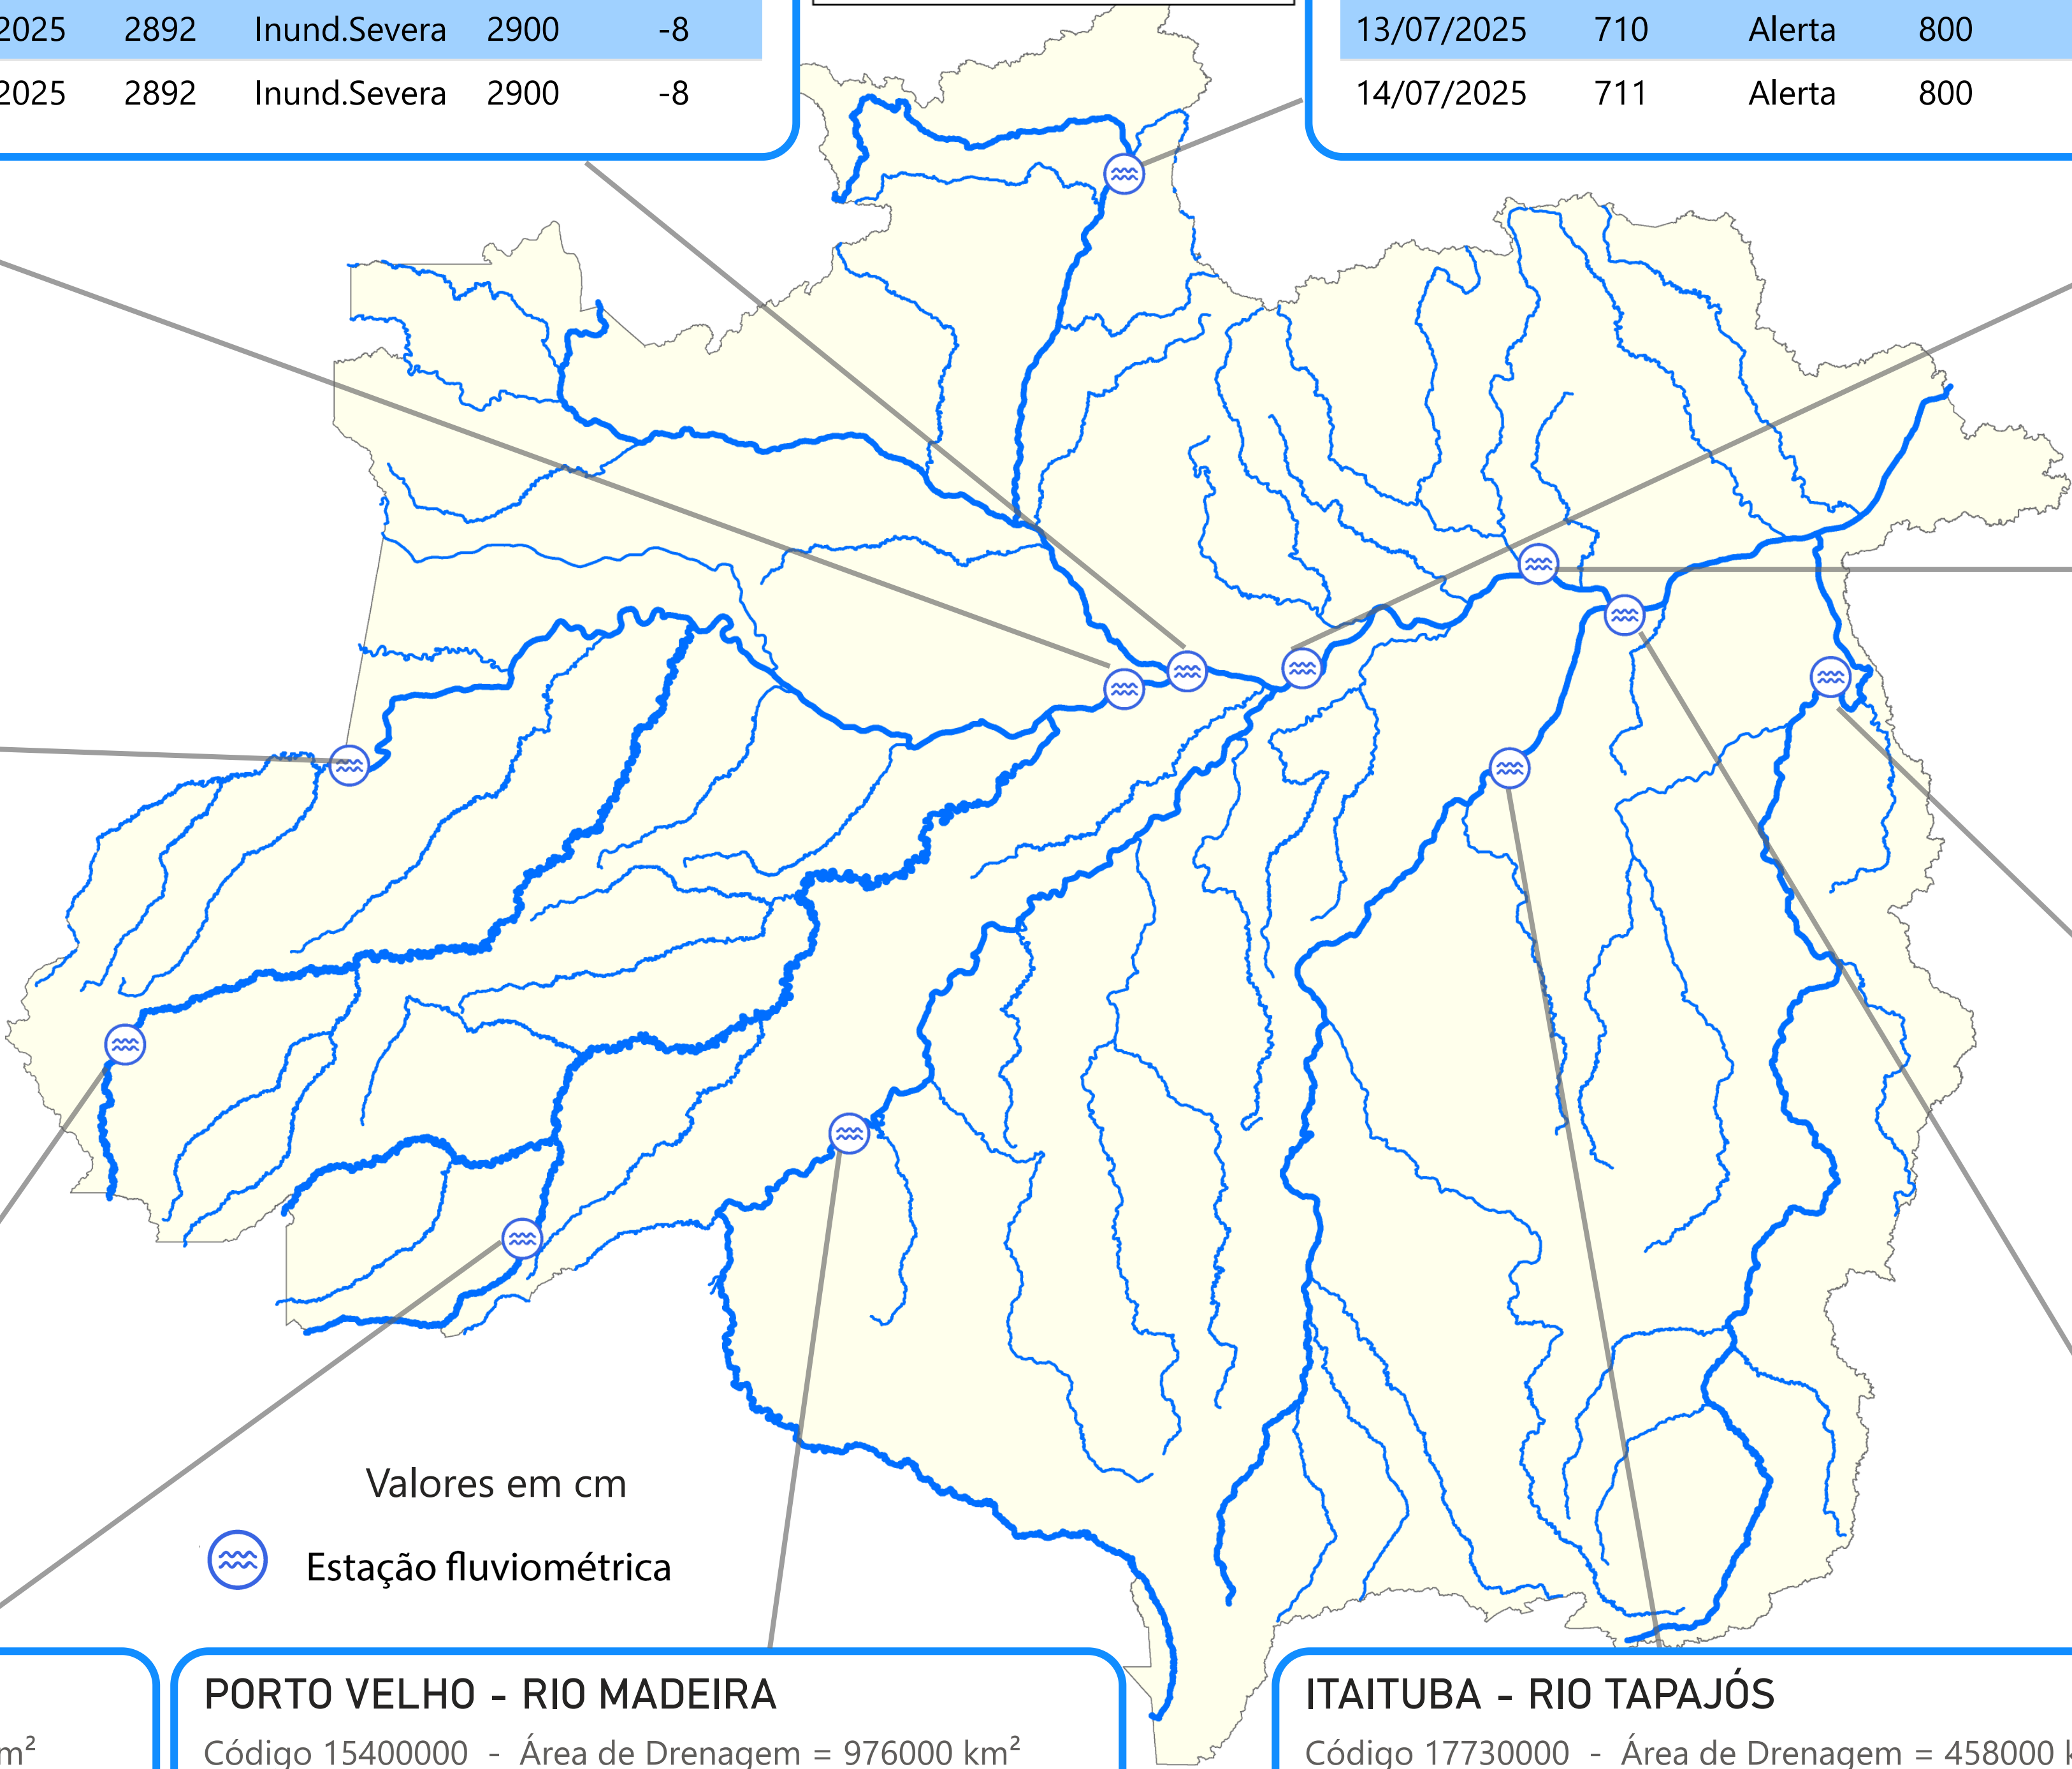 2025 2892 Inund.Severa 2900 -8
2025 2892 Inund.Severa 2900 -8
13/07/2025 710 Alerta 800
14/07/2025 711 Alerta 800
Valores em cm
Estação fluviométrica
m²
PORTO VELHO - RIO MADEIRA
Código 15400000 - Área de Drenagem = 976000 km²
ITAITUBA - RIO TAPAJÓS
Código 17730000 - Área de Drenagem = 458000 k